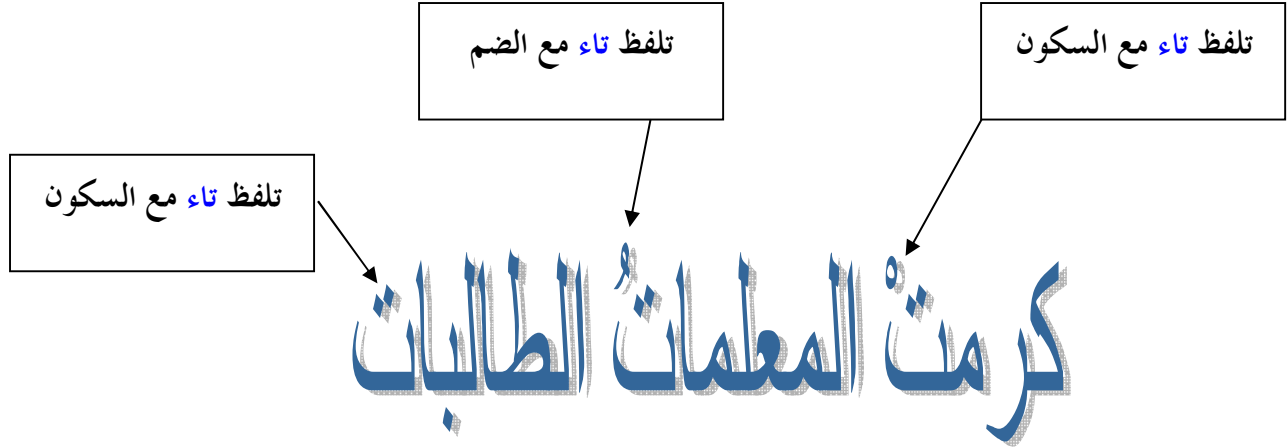 تلفظ تاء مع السكون
تلفظ تاء مع الضم
تلفظ تاء مع السكون
كرمتْ المعلماتُ الطالبات